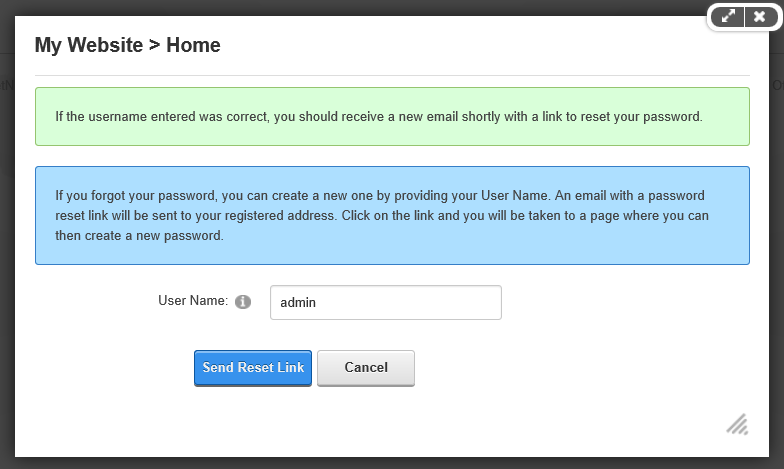 My Website > Home
If the username entered was correct, you should receive a new email shortly with a link to reset your password.
If you forgot your password, you can create a new one by providing your User Name. An email with a password
reset link will be sent to your registered address. Click on the link and you will be taken to a page where you can
then create a new password.
User Name:
admin
Send Reset Link
Cancel